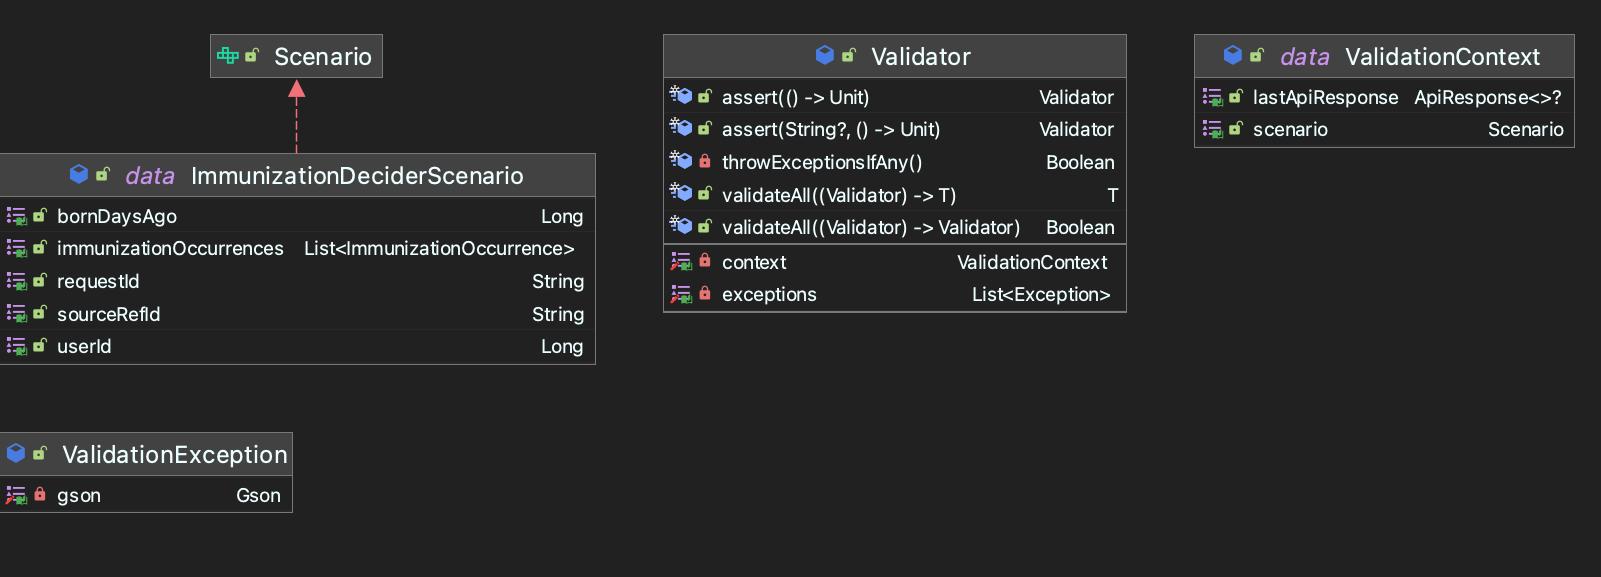 Scenario
data ImmunizationDeciderScenario
bornDaysAgo Long
immunizationOccurrences List<ImmunizationOccurrence>
requestId String
sourceRefId String
userId Long
ValidationException
gson Gson
Validator
assert(() -> Unit) Validator
assert(String?, () -> Unit) Validator
throwExceptionsIfAny() Boolean
validateAll((Validator) -> T) T
validateAll((Validator) -> Validator) Boolean
context ValidationContext
exceptions List<Exception>
data ValidationContext
lastApiResponse ApiResponse<>?
scenario Scenario